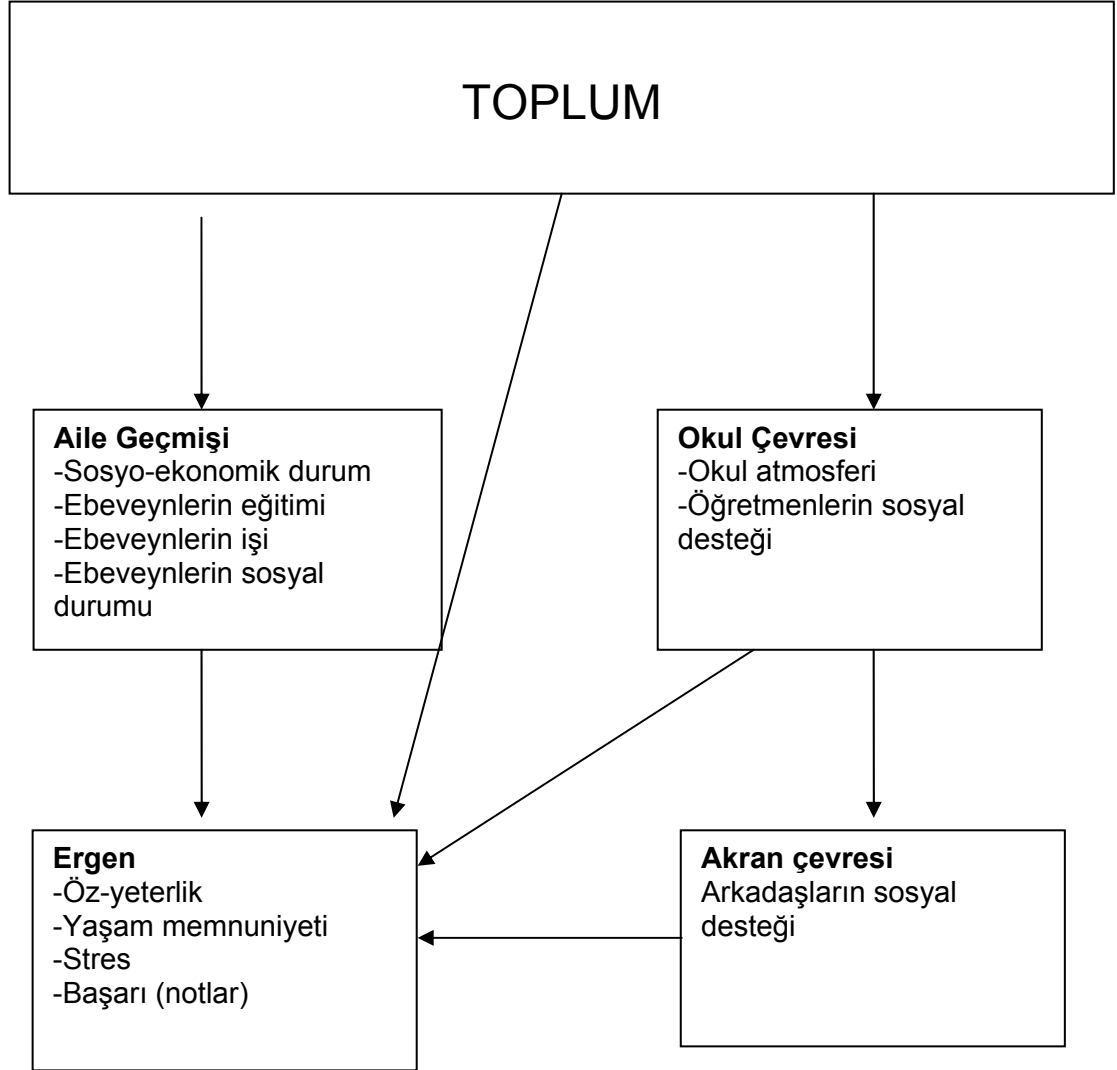 TOPLUM
Aile Geçmişi
-Sosyo-ekonomik durum
-Ebeveynlerin eğitimi
-Ebeveynlerin işi
-Ebeveynlerin sosyal
durumu
Okul Çevresi
-Okul atmosferi
-Öğretmenlerin sosyal
desteği
Ergen
-Öz-yeterlik
-Yaşam memnuniyeti
-Stres
-Başarı (notlar)
Akran çevresi
Arkadaşların sosyal
desteği